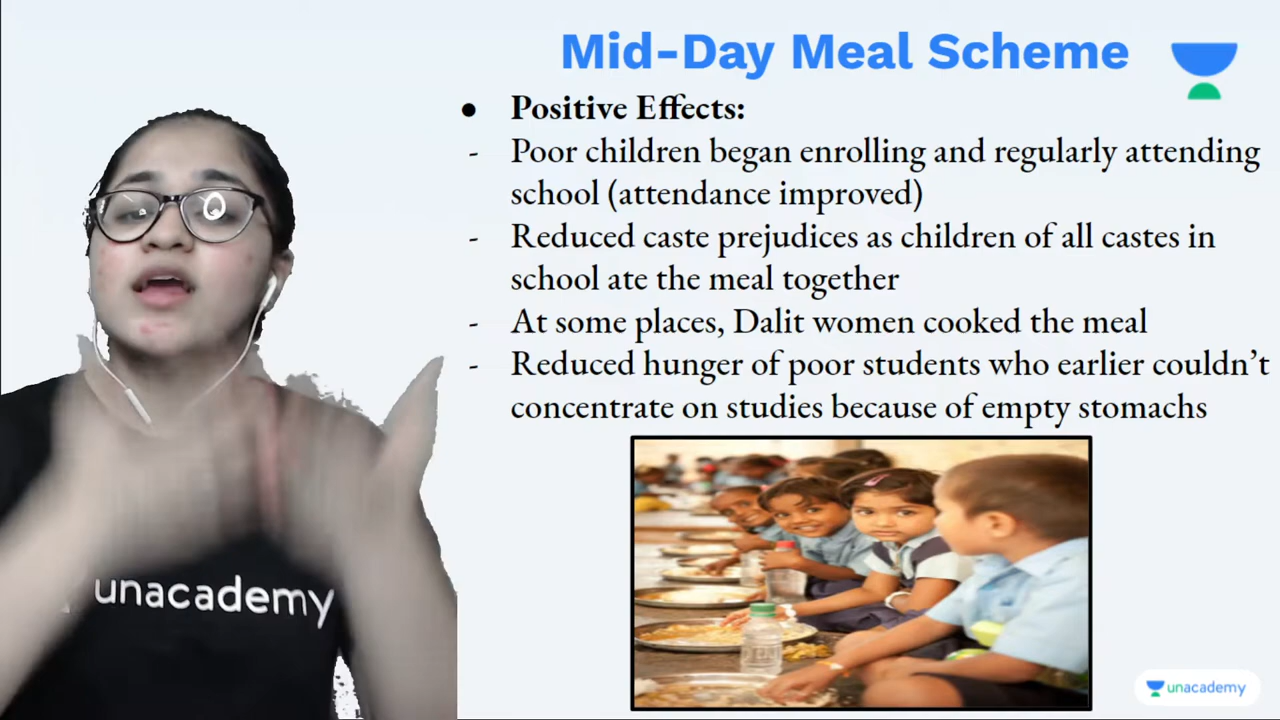 Mid-Day Meal Scheme
● Positive Effects:
- Poor children began enrolling and regularly attending
school (attendance improved)
- Reduced caste prejudices as children of all castes in
school ate the meal together
- At some places, Dalit women cooked the meal
- Reduced hunger of poor students who earlier couldn’t
concentrate on studies because of empty stomachs
unacademy
unacademy